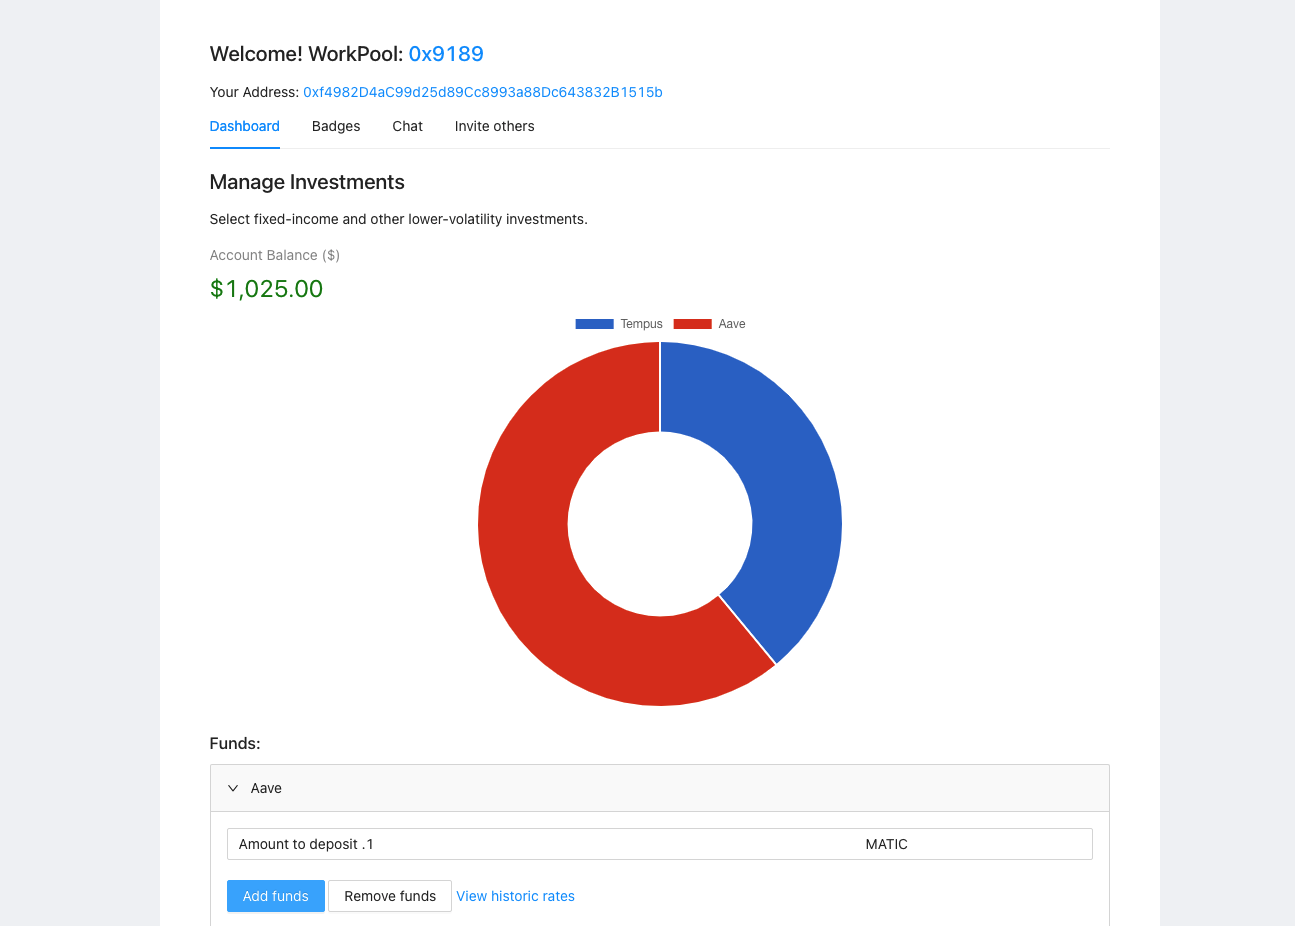 Welcome! WorkPool: 0x9189
Your Address: 0xf4982D4aC99d25d89Cc8993a88Dc643832B1515b
Dashboard Badges Chat Invite others
Manage Investments
Select fixed-income and other lower-volatility investments.
Account Balance ($)
$1,025.00
Tempus Aave
Funds:
Aave
Amount to deposit .1 MATIC
Add funds Remove funds View historic rates